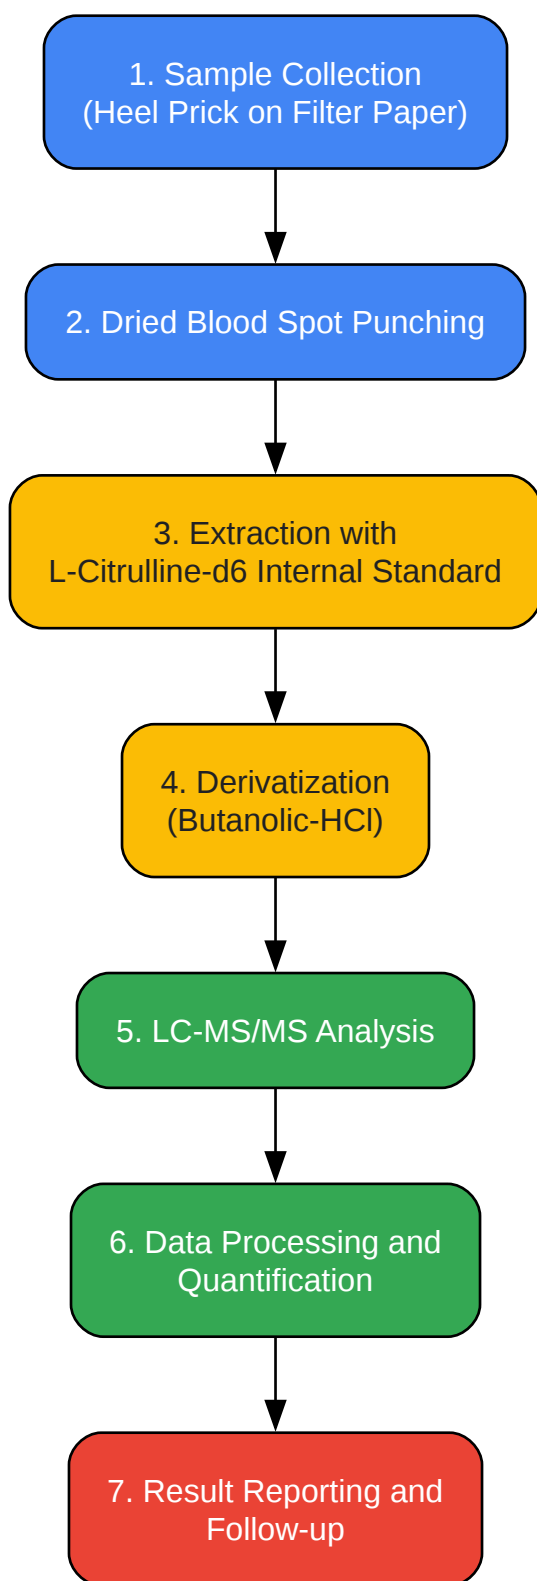 1. Sample Collection
(Heel Prick on Filter Paper)
2. Dried Blood Spot Punching
3. Extraction with
L-Citrulline-d6 Internal Standard
4. Derivatization
(Butanolic-HCl)
5. LC-MS/MS Analysis
6. Data Processing and
Quantification
7. Result Reporting and
Follow-up